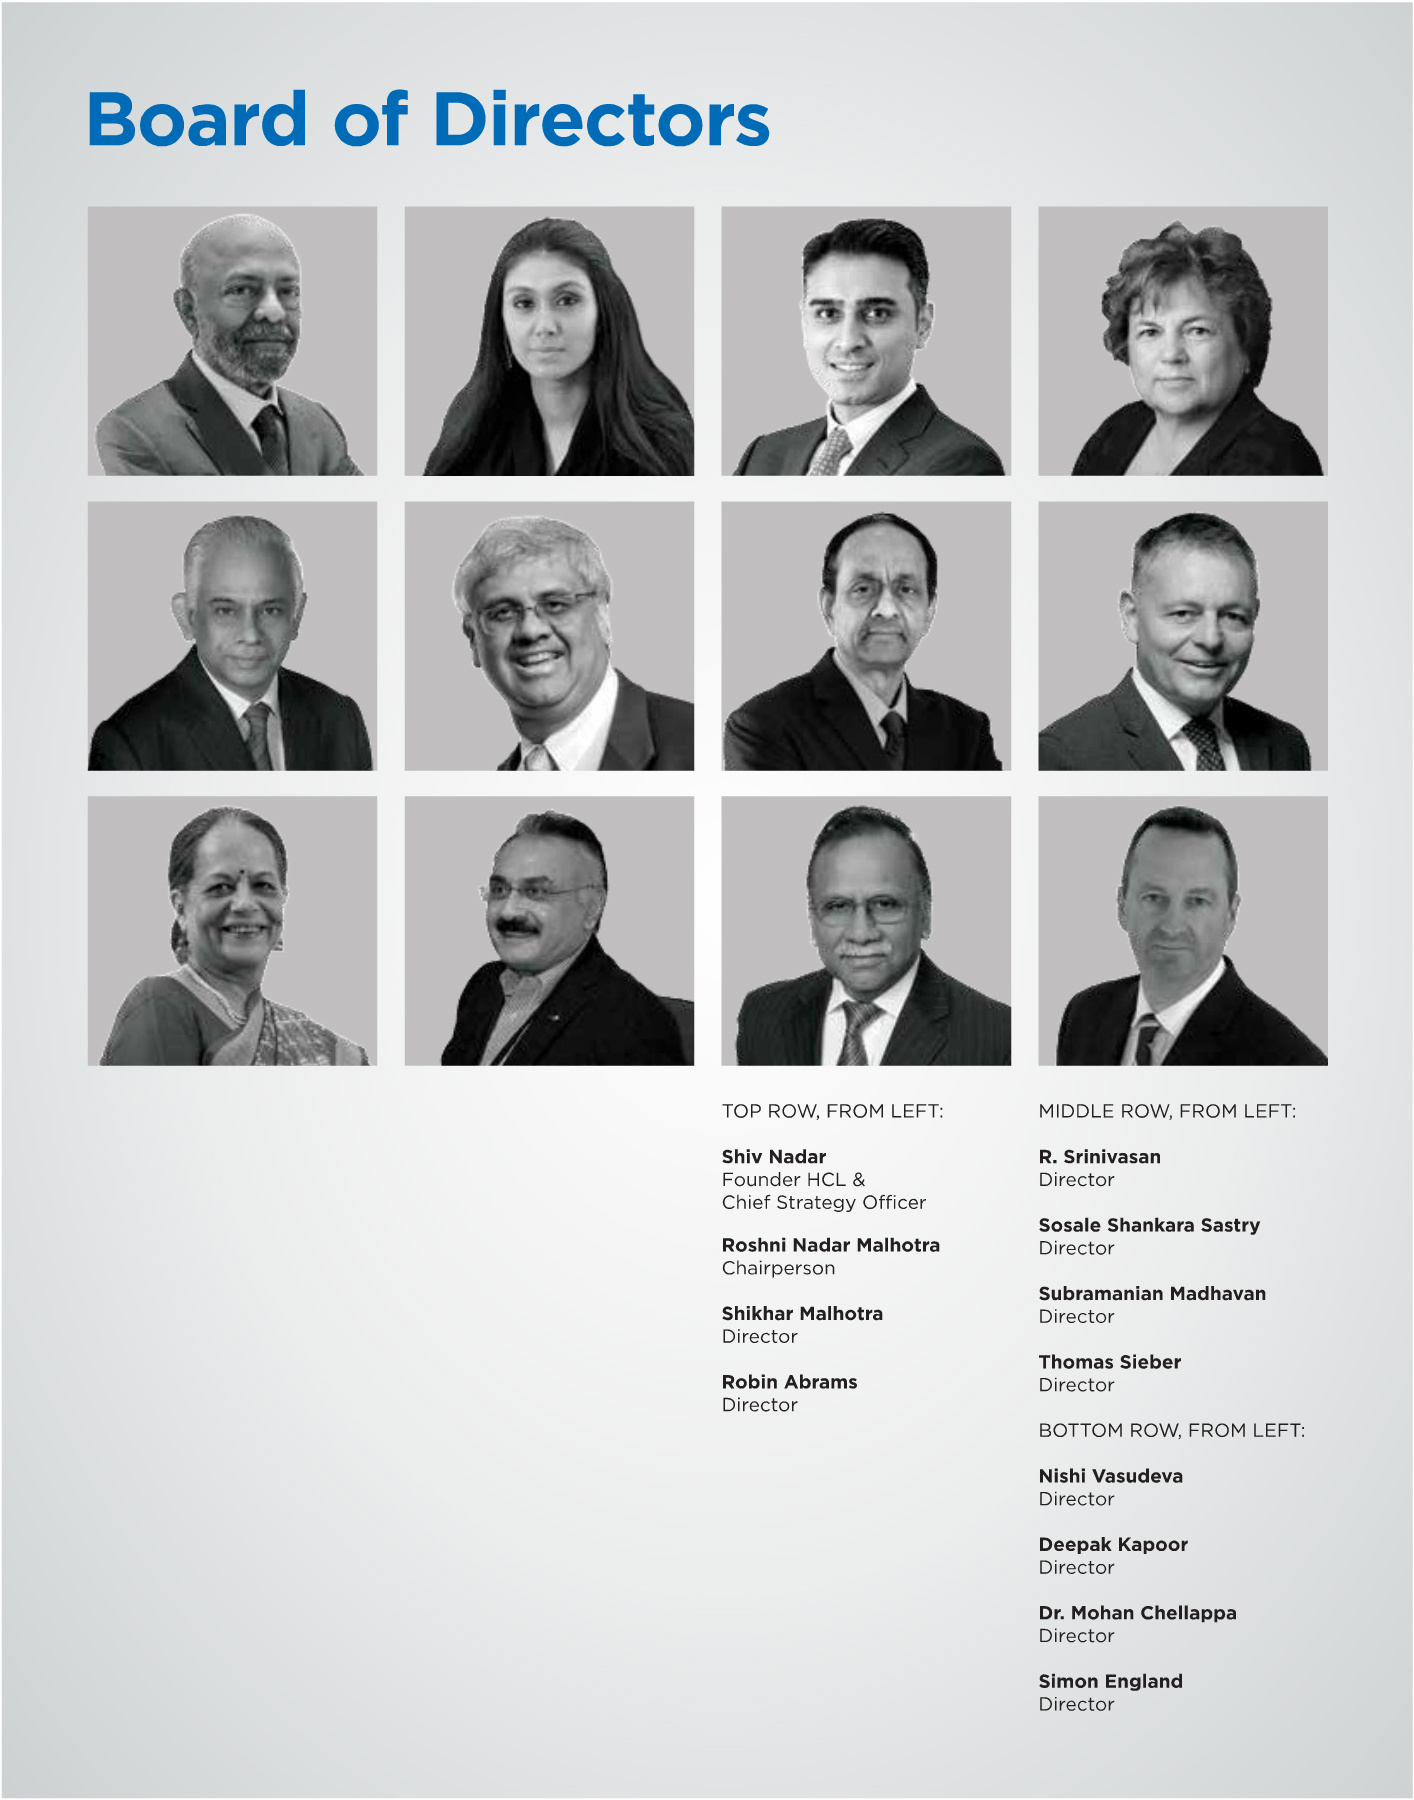 Board of Directors
TOP ROW, FROM LEFT:
Shiv Nadar
Founder HCL &
Chief Strategy Officer
Roshni Nadar Malhotra
Chairperson
Shikhar Malhotra
Director
Robin Abrams
Director
MIDDLE ROW, FROM LEFT:
R. Srinivasan
Director
Sosale Shankara Sastry
Director
Subramanian Madhavan
Director
Thomas Sieber
Director
BOTTOM ROW, FROM LEFT:
Nishi Vasudeva
Director
Deepak Kapoor
Director
Dr. Mohan Chellappa
Director
Simon England
Director